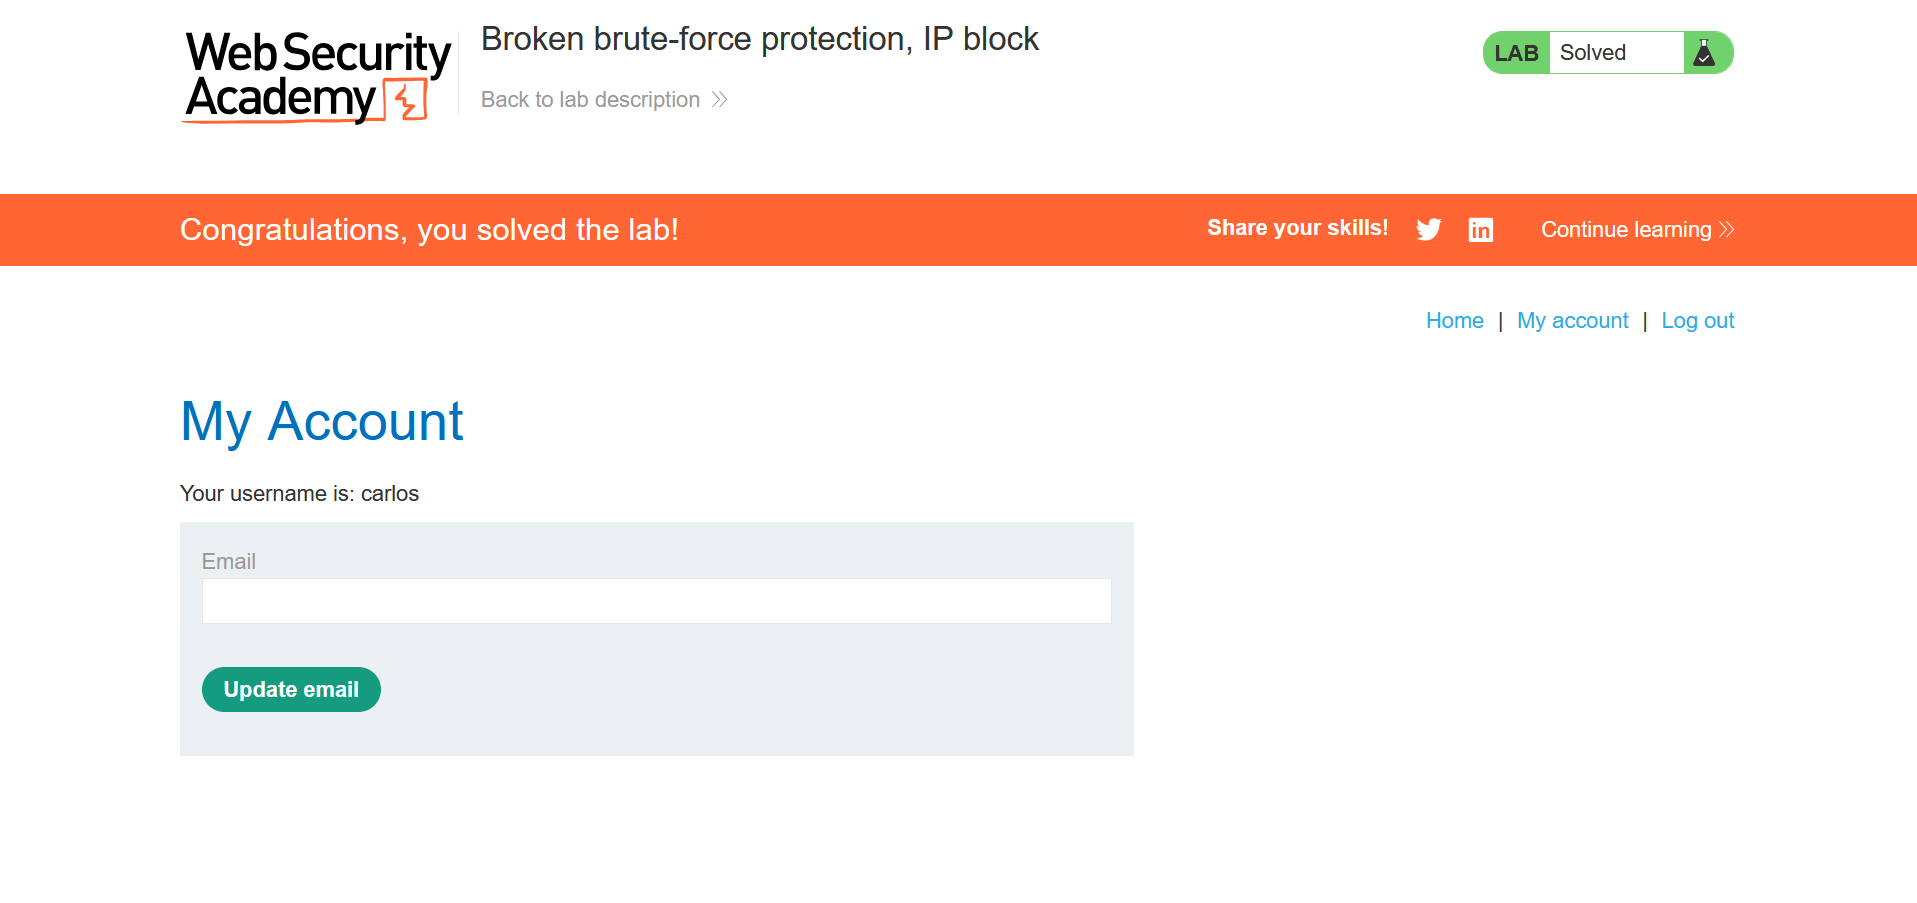 Web Security
Academy
Broken brute-force protection, IP block
Back to lab description
LAB Solved
Congratulations, you solved the lab!
Share your skills!
in
Continue learning
Home | My account | Log out
My Account
Your username is: carlos
Email
Update email